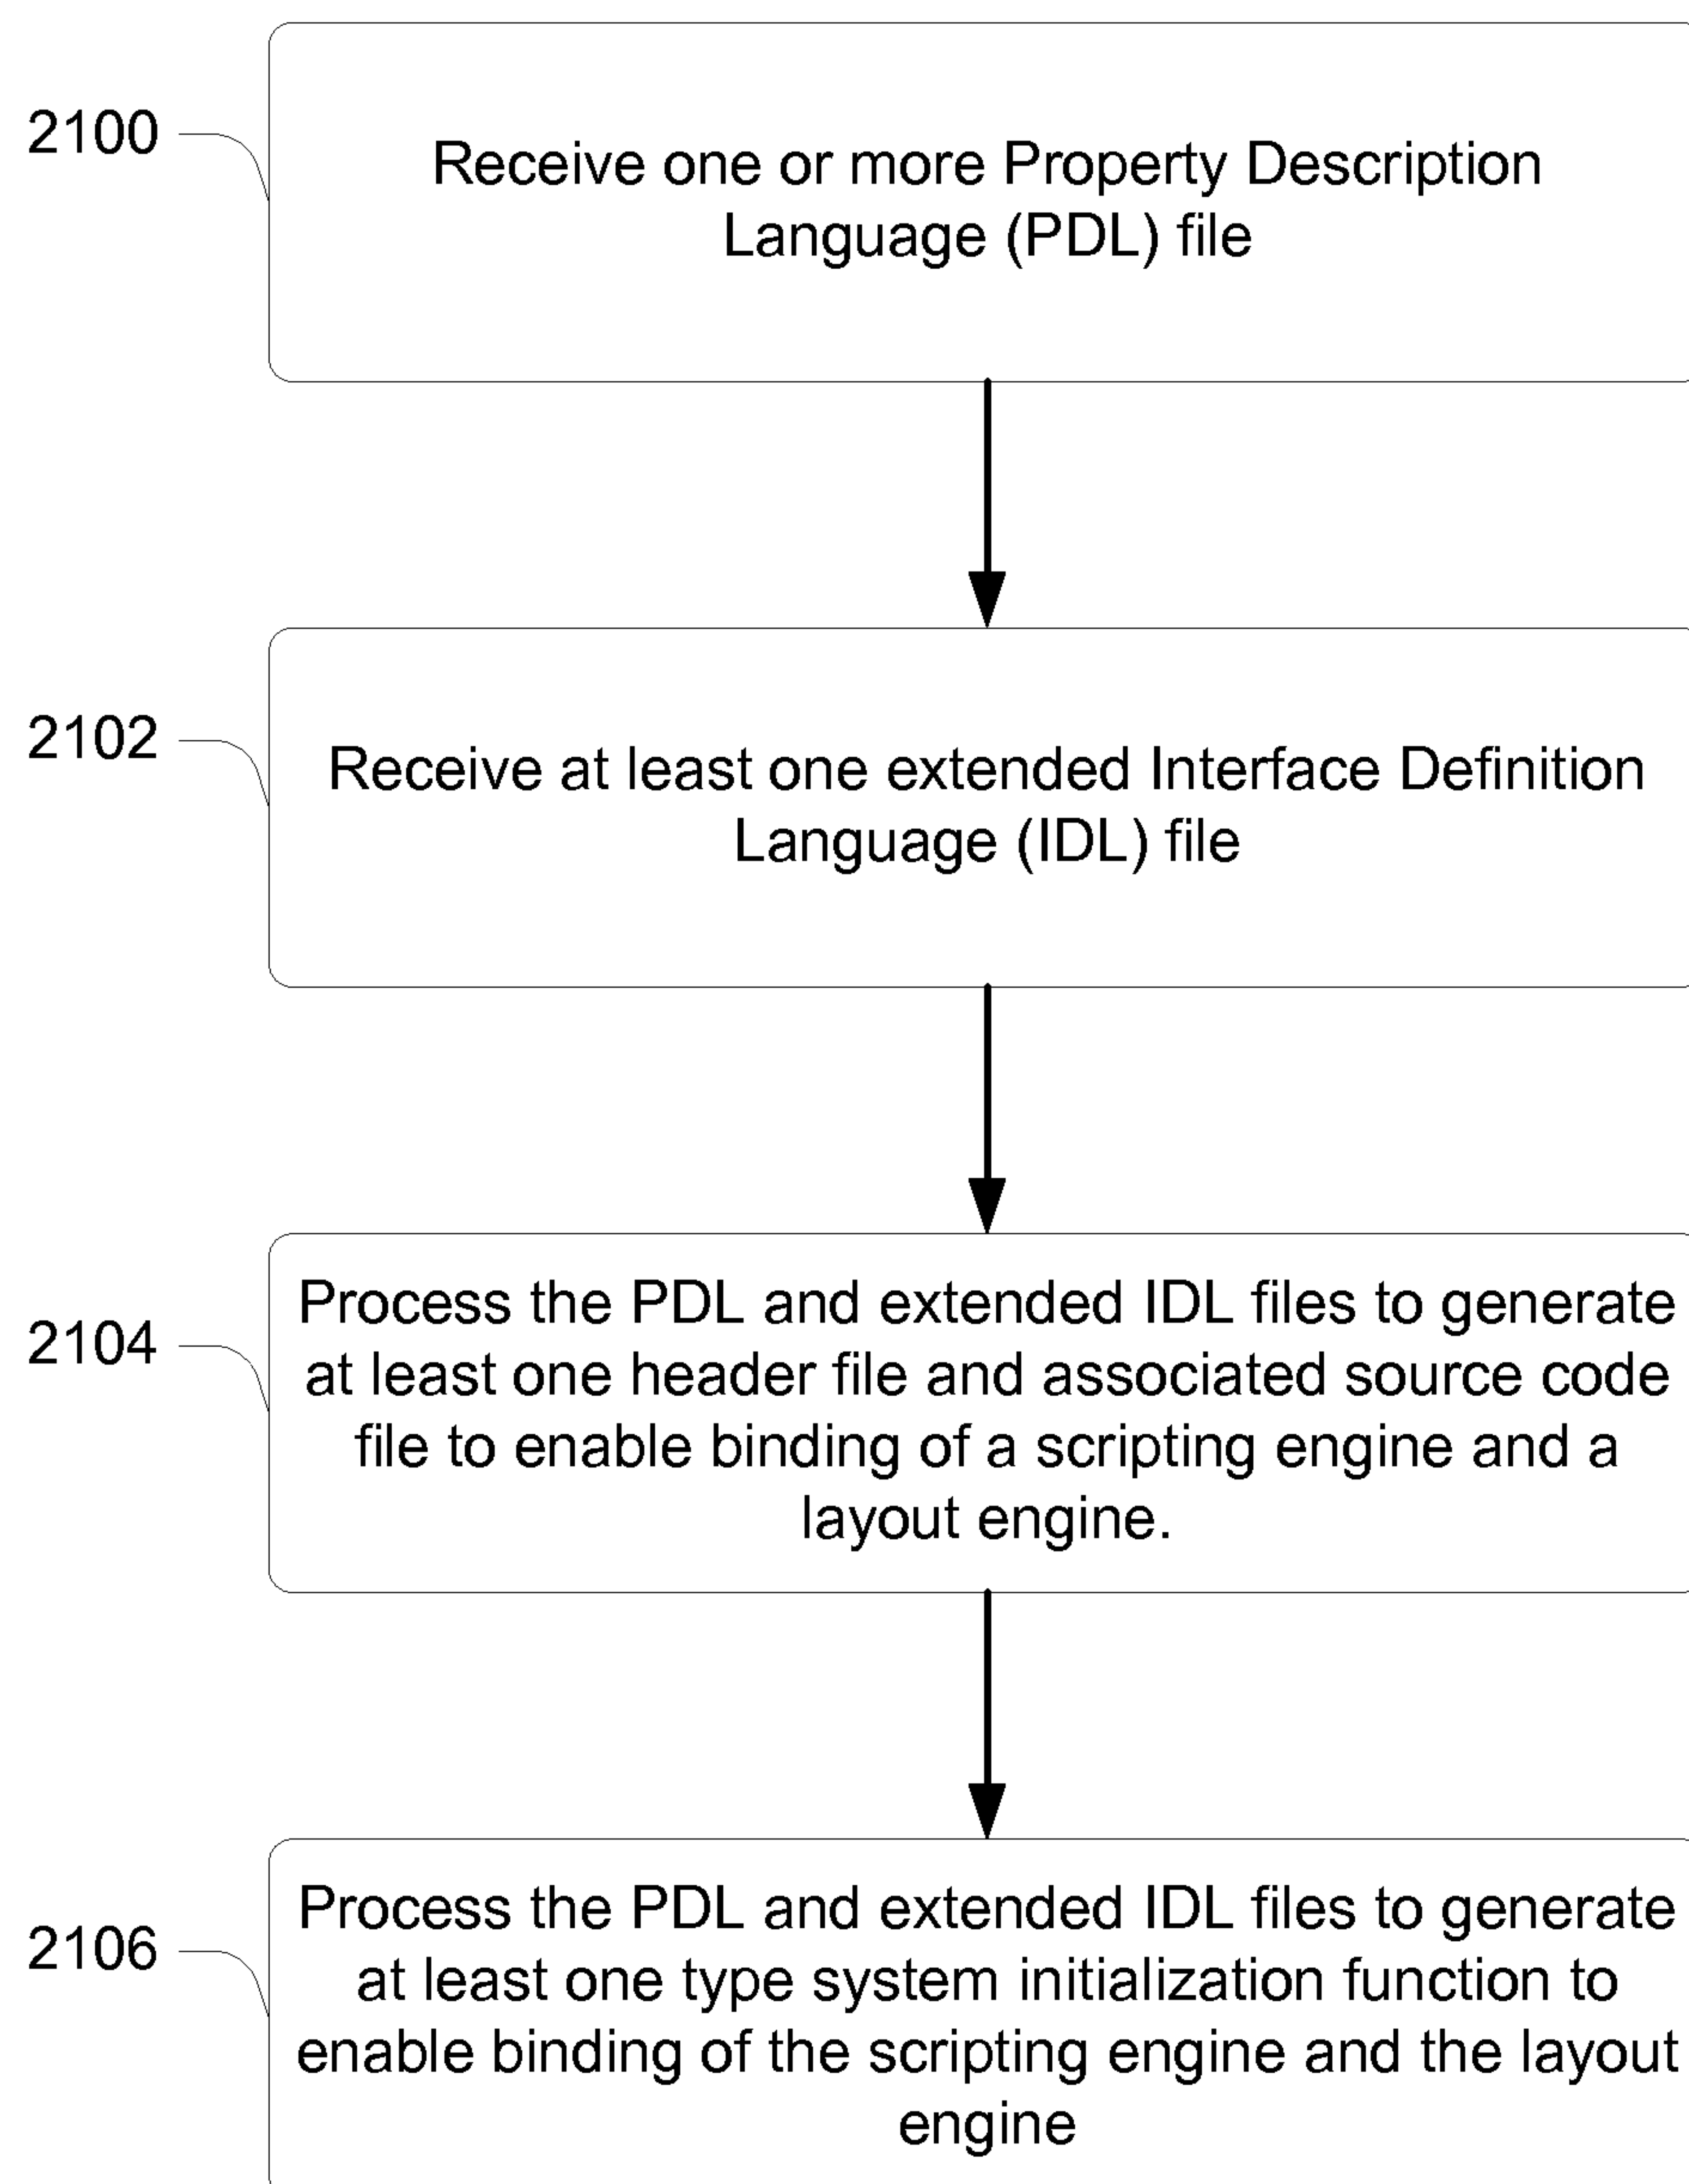 2100
Receive one or more Property Description
Language (PDL) file
2102
Receive at least one extended Interface Definition
Language (IDL) file
2104
Process the PDL and extended IDL files to generate
at least one header file and associated source code
file to enable binding of a scripting engine and a
layout engine.
2106
Process the PDL and extended IDL files to generate
at least one type system initialization function to
enable binding of the scripting engine and the layout
engine